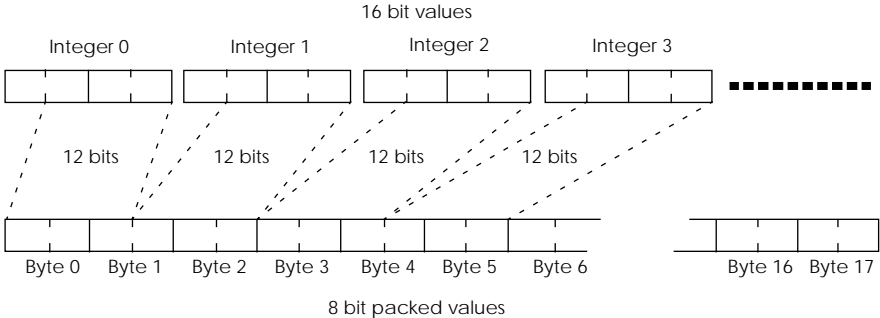 16 bit values
Integer 0 Integer 1 Integer 2 Integer 3
12 bits 12 bits 12 bits 12 bits
Byte 0 Byte 1 Byte 2 Byte 3 Byte 4 Byte 5 Byte 6 Byte 16 Byte 17
8 bit packed values